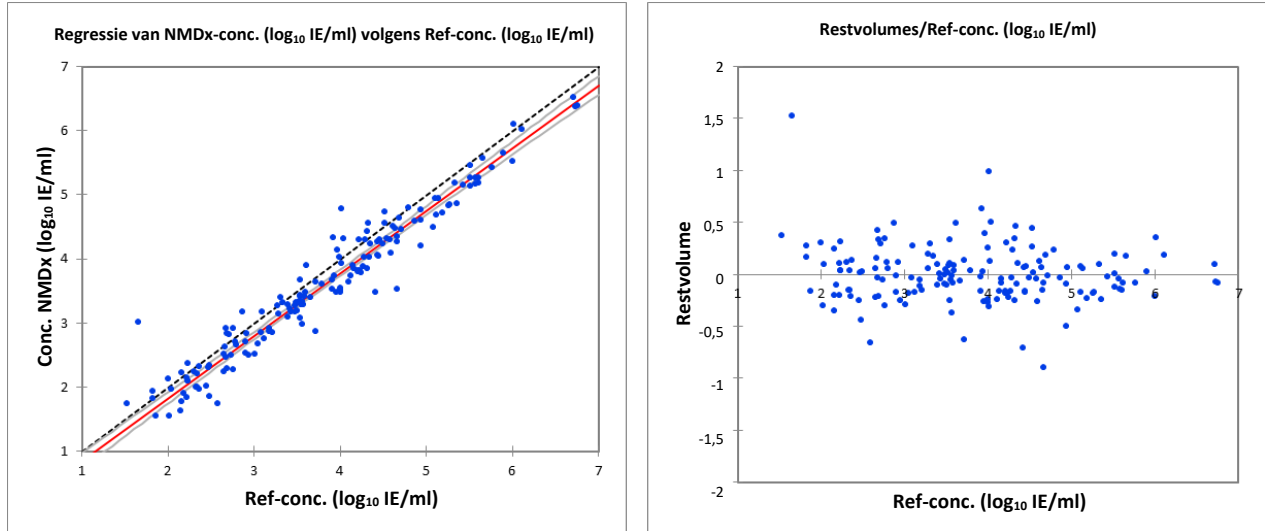 Regressie van NMDx-conc. (log₁₀ IE/ml) volgens Ref-conc. (log₁₀ IE/ml)
7
6
5
4
3
2
1
Conc. NMDx (log₁₀ IE/ml)
1 2 3 4 5 6 7
Ref-conc. (log₁₀ IE/ml)
Restvolumes/Ref-conc. (log₁₀ IE/ml)
2
1,5
1
0,5
0
-0,5
-1
-1,5
-2
Restvolume
1 2 3 4 5 6 7
Ref-conc. (log₁₀ IE/ml)